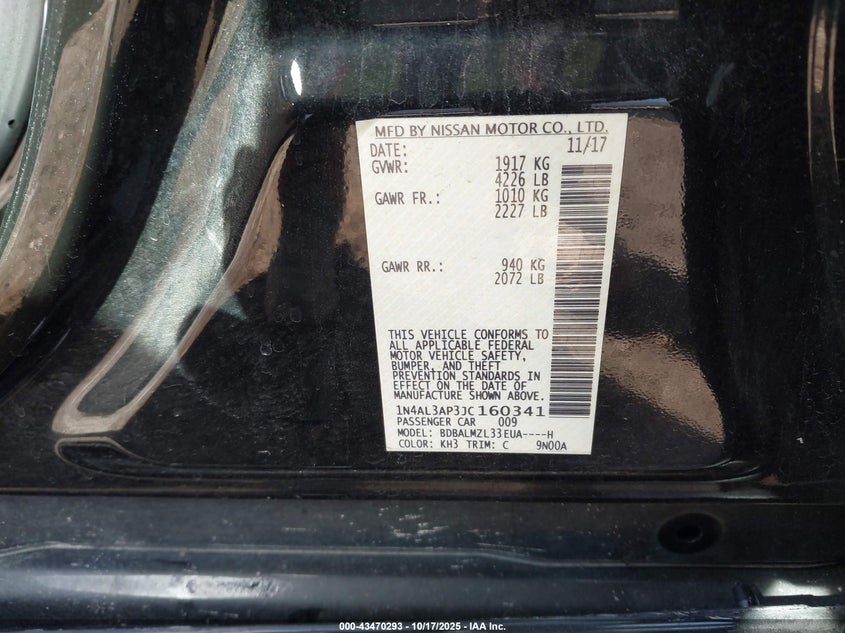 MFD BY NISSAN MOTOR CO., LTD.
DATE: 11/17
GVWR: 1917 KG
4226 LB
GAWR FR.: 1010 KG
2227 LB
GAWR RR.: 940 KG
2072 LB
THIS VEHICLE CONFORMS TO
ALL APPLICABLE FEDERAL
MOTOR VEHICLE SAFETY,
BUMPER, AND THEFT
PREVENTION STANDARDS IN
EFFECT ON THE DATE OF
MANUFACTURE SHOWN ABOVE.
1N4AL3AP3JC160341
PASSENGER CAR 009
MODEL: BDBALMZL33EUA----H
COLOR: KH3 TRIM: C 9N00A
000-43470293 - 10/17/2025 - IAA Inc.